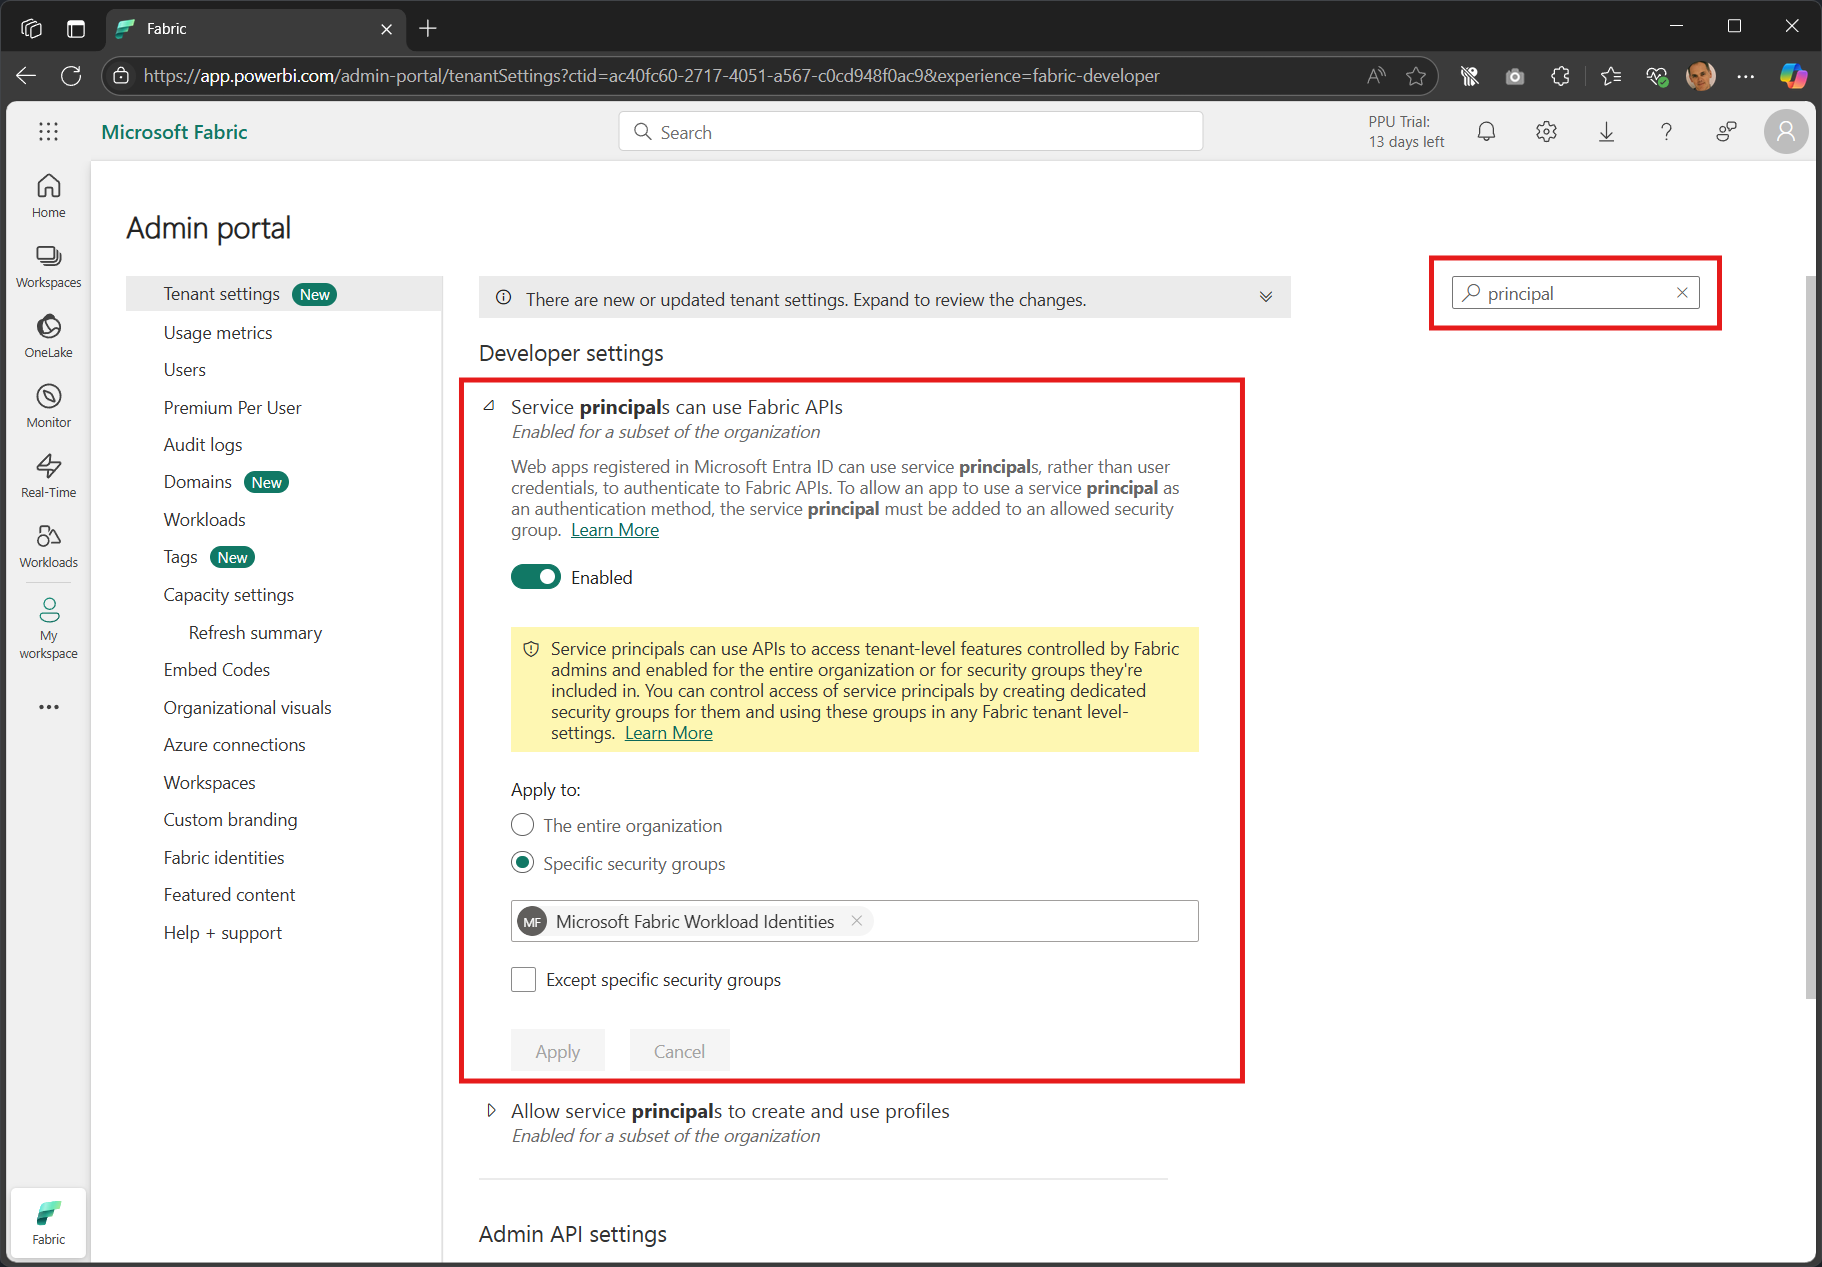 Fabric
https://app.powerbi.com/admin-portal/tenantSettings?ctid=ac40fc60-2717-4051-a567-c0cd948f0ac9&experience=fabric-developer
Microsoft Fabric
Search
PPU Trial:
13 days left
Home
Workspaces
OneLake
Monitor
Real-Time
Workloads
My
workspace
Fabric
Admin portal
Tenant settings New
Usage metrics
Users
Premium Per User
Audit logs
Domains New
Workloads
Tags New
Capacity settings
Refresh summary
Embed Codes
Organizational visuals
Azure connections
Workspaces
Custom branding
Fabric identities
Featured content
Help + support
There are new or updated tenant settings. Expand to review the changes.
principal
Developer settings
Service principals can use Fabric APIs
Enabled for a subset of the organization
Web apps registered in Microsoft Entra ID can use service principals, rather than user
credentials, to authenticate to Fabric APIs. To allow an app to use a service principal as
an authentication method, the service principal must be added to an allowed security
group. Learn More
Enabled
Service principals can use APIs to access tenant-level features controlled by Fabric
admins and enabled for the entire organization or for security groups they're
included in. You can control access of service principals by creating dedicated
security groups for them and using these groups in any Fabric tenant level-
settings. Learn More
Apply to:
The entire organization
Specific security groups
MF Microsoft Fabric Workload Identities
Except specific security groups
Apply Cancel
Allow service principals to create and use profiles
Enabled for a subset of the organization
Admin API settings